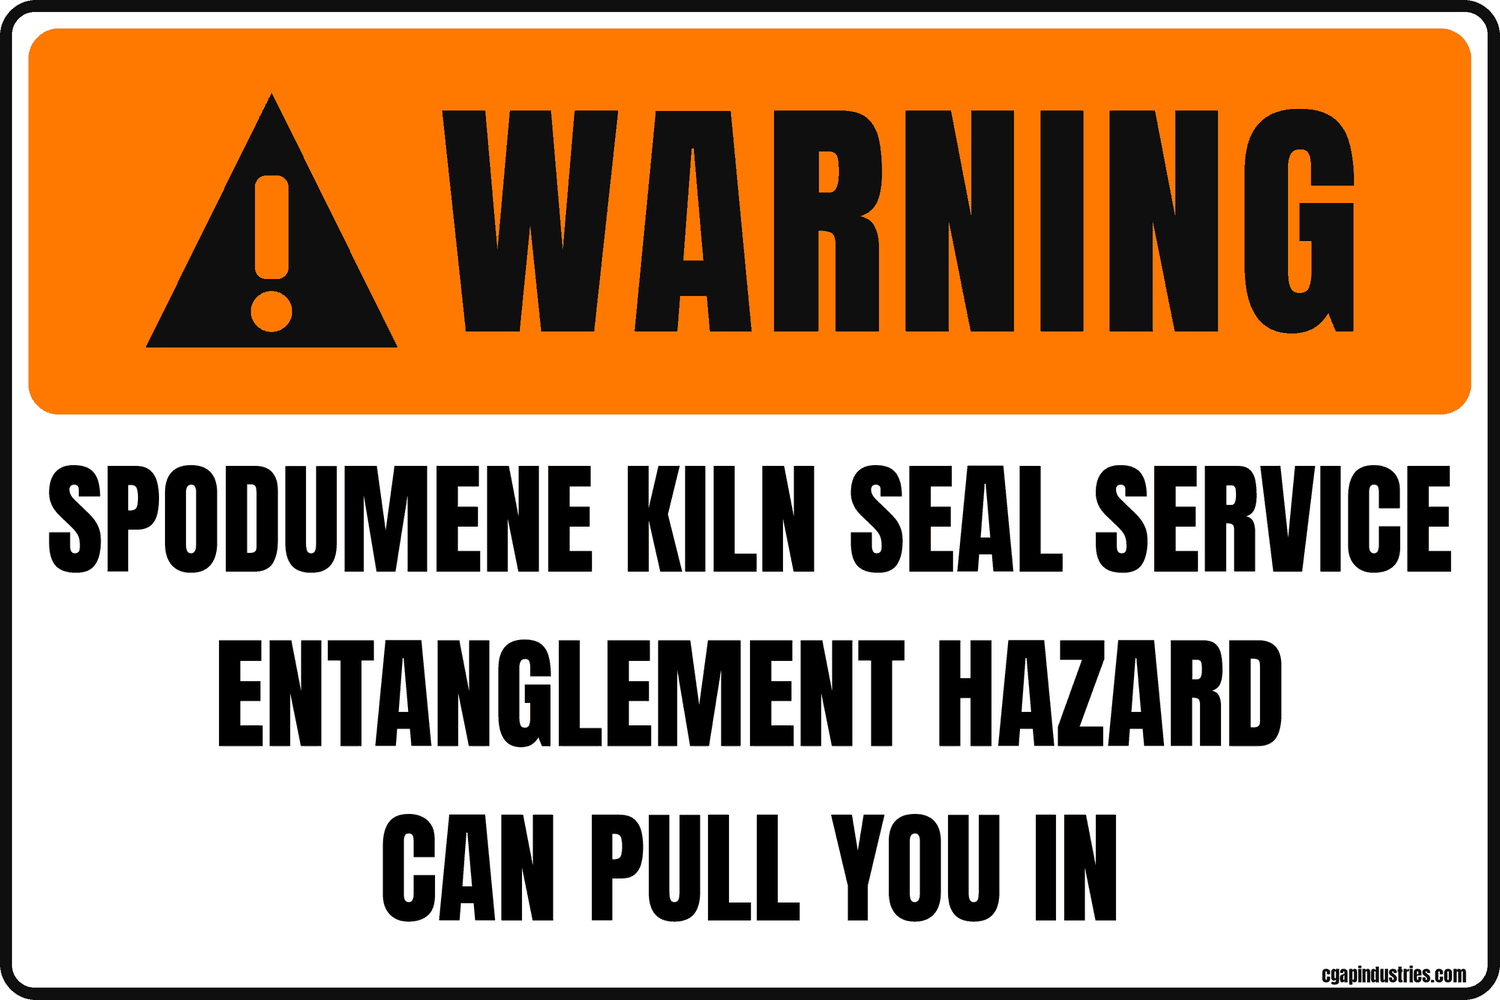 WARNING
SPODUMENE KILN SEAL SERVICE
ENTANGLEMENT HAZARD
CAN PULL YOU IN
cgapindustries.com